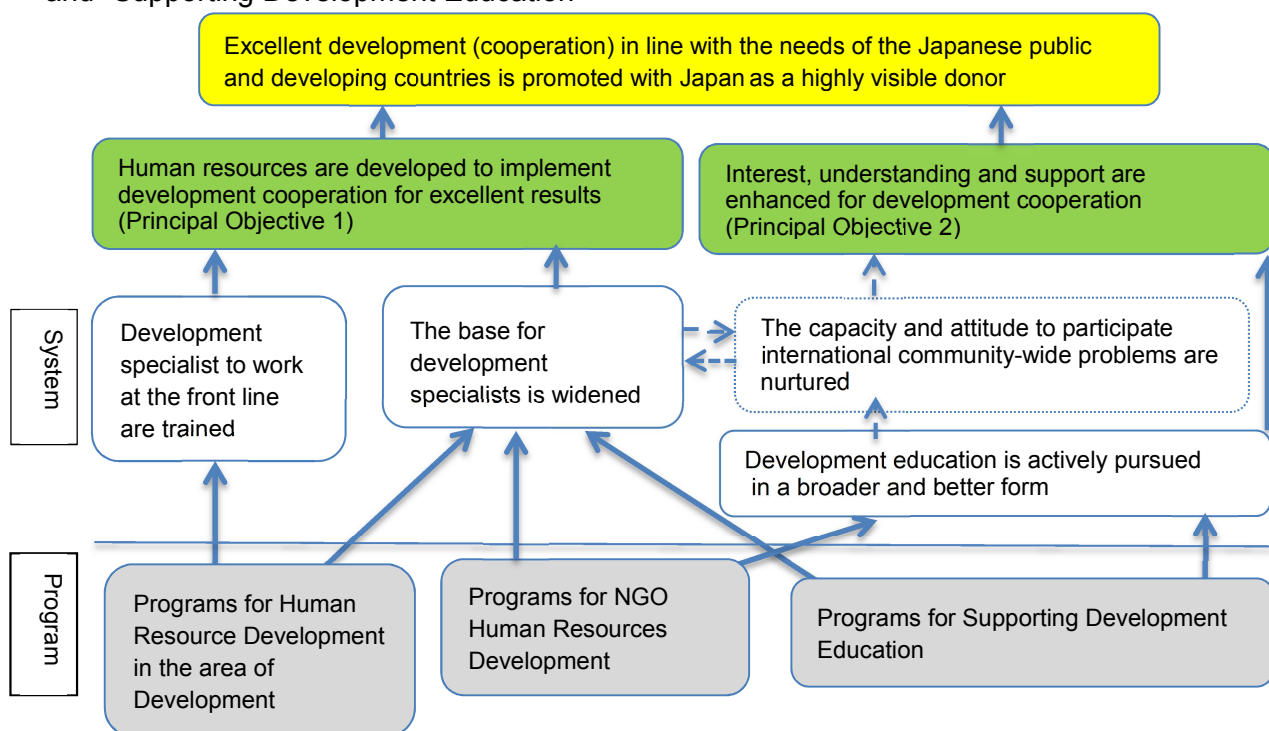 and "Supporting Development Education"
Excellent development (cooperation) in line with the needs of the Japanese public
and developing countries is promoted with Japan as a highly visible donor
Human resources are developed to implement
development cooperation for excellent results
(Principal Objective 1)
Interest, understanding and support are
enhanced for development cooperation
(Principal Objective 2)
System
Development
specialist to work
at the front line
are trained
The base for
development
specialists is widened
The capacity and attitude to participate
international community-wide problems are
nurtured
Development education is actively pursued
in a broader and better form
Program
Programs for Human
Resource Development
in the area of
Development
Programs for NGO
Human Resources
Development
Programs for Supporting Development
Education